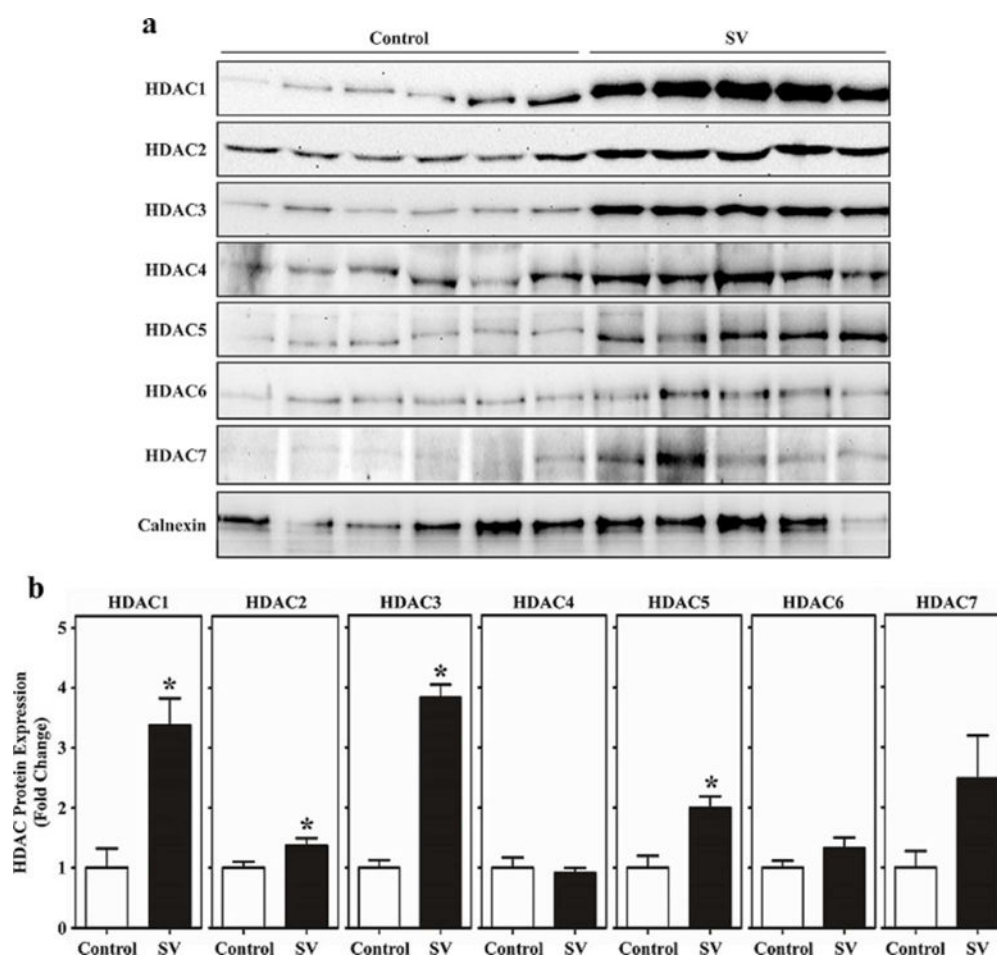 a
Control SV
HDAC1
HDAC2
HDAC3
HDAC4
HDAC5
HDAC6
HDAC7
Calnexin
b
HDAC1 HDAC2 HDAC3 HDAC4 HDAC5 HDAC6 HDAC7
HDAC Protein Expression
(Fold Change)
5
4
3
2
1
0
* * * *
Control SV Control SV Control SV Control SV Control SV Control SV Control SV